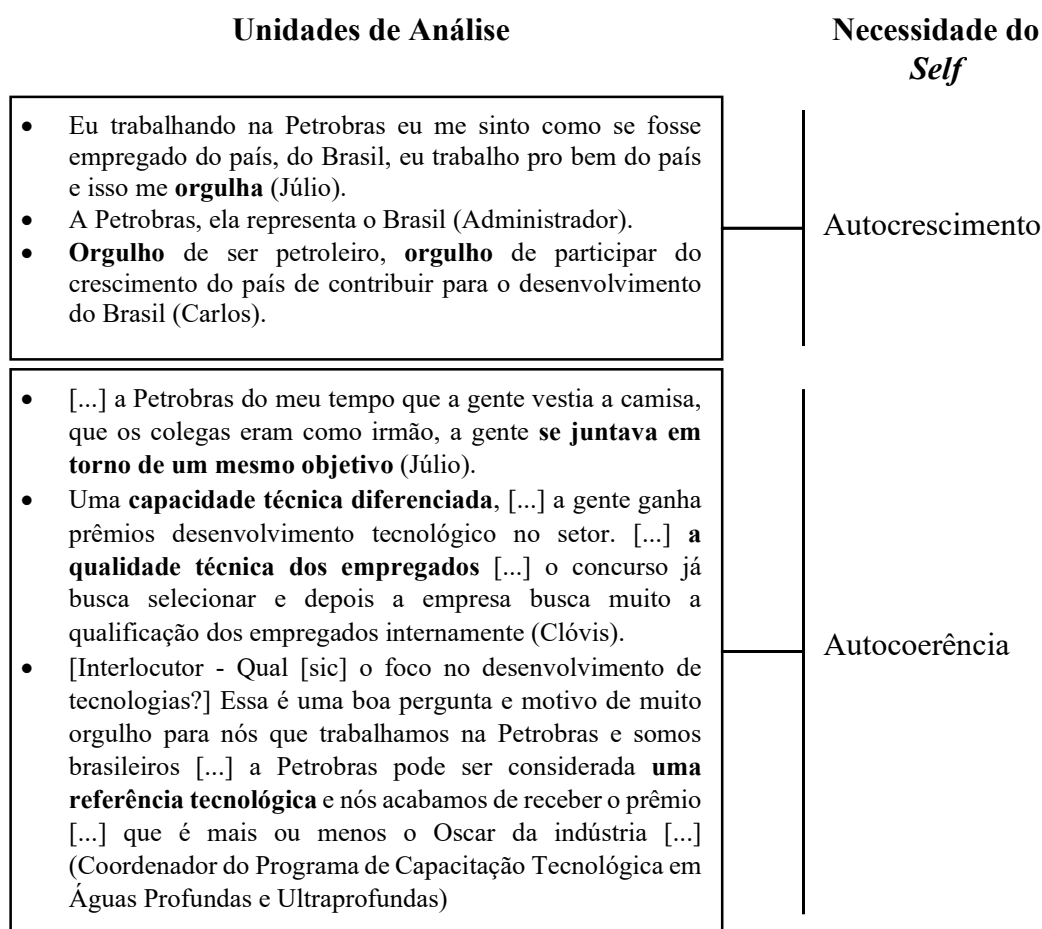 Unidades de Análise
Necessidade do
Self
• Eu trabalhando na Petrobras eu me sinto como se fosse
empregado do país, do Brasil, eu trabalho pro bem do país
e isso me orgulha (Júlio).
• A Petrobras, ela representa o Brasil (Administrador).
• Orgulho de ser petroleiro, orgulho de participar do
crescimento do país de contribuir para o desenvolvimento
do Brasil (Carlos).
Autocrescimento
• [...] a Petrobras do meu tempo que a gente vestia a camisa,
que os colegas eram como irmão, a gente se juntava em
torno de um mesmo objetivo (Júlio).
• Uma capacidade técnica diferenciada, [...] a gente ganha
prêmios desenvolvimento tecnológico no setor. [...] a
qualidade técnica dos empregados [...] o concurso já
busca selecionar e depois a empresa busca muito a
qualificação dos empregados internamente (Clóvis).
• [Interlocutor - Qual [sic] o foco no desenvolvimento de
tecnologias?] Essa é uma boa pergunta e motivo de muito
orgulho para nós que trabalhamos na Petrobras e somos
brasileiros [...] a Petrobras pode ser considerada uma
referência tecnológica e nós acabamos de receber o prêmio
[...] que é mais ou menos o Oscar da indústria [...]
(Coordenador do Programa de Capacitação Tecnológica em
Águas Profundas e Ultraprofundas)
Autocoerência